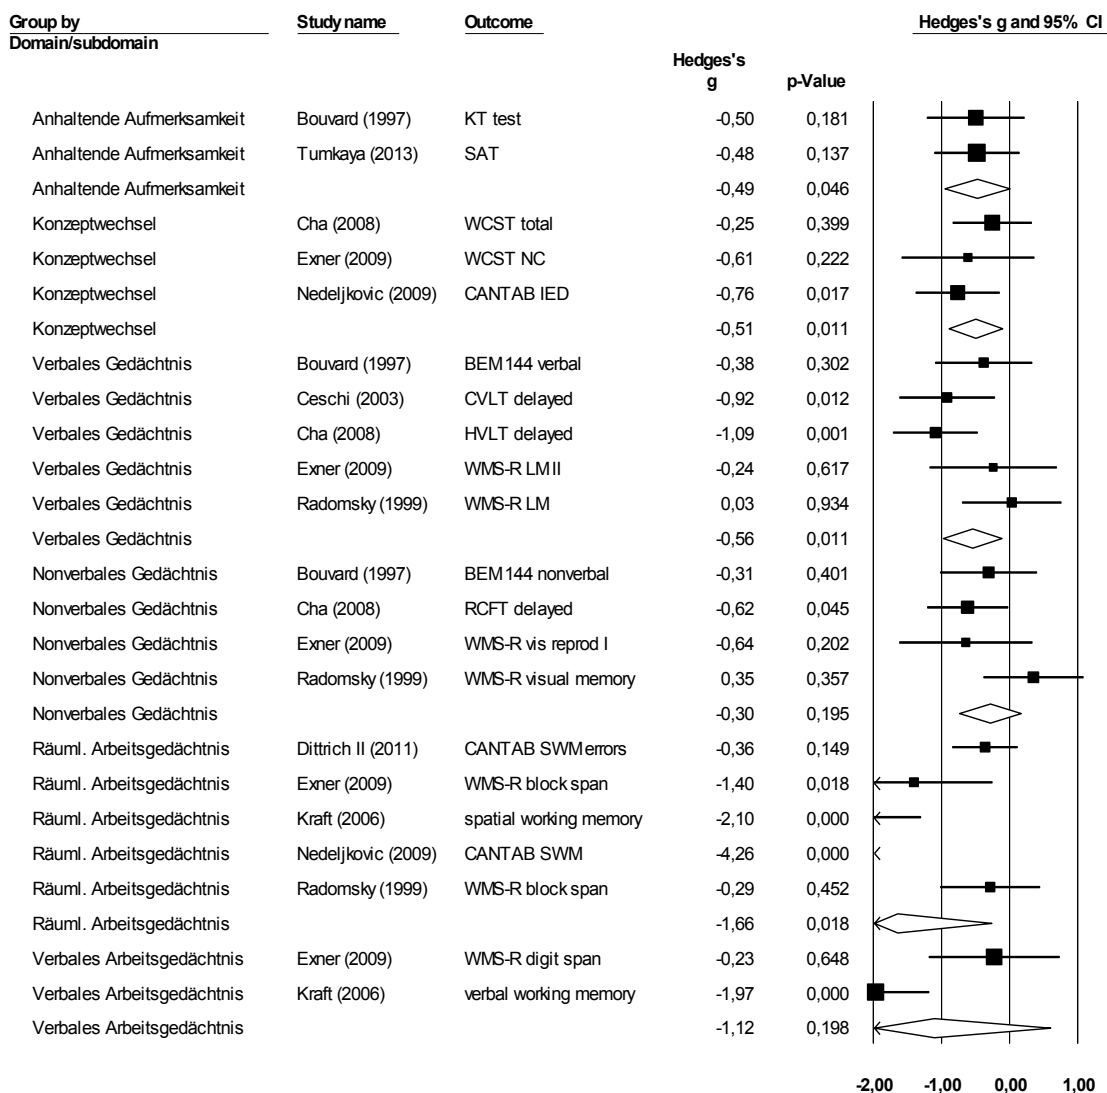 Group by Study name Outcome Hedges's g and 95% CI
Domain/subdomain
Hedges's
g p-Value
Anhaltende Aufmerksamkeit Bouvard (1997) KT test -0,50 0,181
Anhaltende Aufmerksamkeit Tumkaya (2013) SAT -0,48 0,137
Anhaltende Aufmerksamkeit -0,49 0,046
Konzeptwechsel Cha (2008) WCST total -0,25 0,399
Konzeptwechsel Exner (2009) WCST NC -0,61 0,222
Konzeptwechsel Nedeljkovic (2009) CANTAB IED -0,76 0,017
Konzeptwechsel -0,51 0,011
Verbales Gedächtnis Bouvard (1997) BEM144 verbal -0,38 0,302
Verbales Gedächtnis Ceschi (2003) CVLT delayed -0,92 0,012
Verbales Gedächtnis Cha (2008) HVLT delayed -1,09 0,001
Verbales Gedächtnis Exner (2009) WMS-R LM II -0,24 0,617
Verbales Gedächtnis Radomsky (1999) WMS-R LM 0,03 0,934
Verbales Gedächtnis -0,56 0,011
Nonverbales Gedächtnis Bouvard (1997) BEM144 nonverbal -0,31 0,401
Nonverbales Gedächtnis Cha (2008) RCFT delayed -0,62 0,045
Nonverbales Gedächtnis Exner (2009) WMS-R vis reprod I -0,64 0,202
Nonverbales Gedächtnis Radomsky (1999) WMS-R visual memory 0,35 0,357
Nonverbales Gedächtnis -0,30 0,195
Räuml. Arbeitsgedächtnis Dittrich II (2011) CANTAB SWM errors -0,36 0,149
Räuml. Arbeitsgedächtnis Exner (2009) WMS-R block span -1,40 0,018
Räuml. Arbeitsgedächtnis Kraft (2006) spatial working memory -2,10 0,000
Räuml. Arbeitsgedächtnis Nedeljkovic (2009) CANTAB SWM -4,26 0,000
Räuml. Arbeitsgedächtnis Radomsky (1999) WMS-R block span -0,29 0,452
Räuml. Arbeitsgedächtnis -1,66 0,018
Verbales Arbeitsgedächtnis Exner (2009) WMS-R digit span -0,23 0,648
Verbales Arbeitsgedächtnis Kraft (2006) verbal working memory -1,97 0,000
Verbales Arbeitsgedächtnis -1,12 0,198
-2,00 -1,00 0,00 1,00